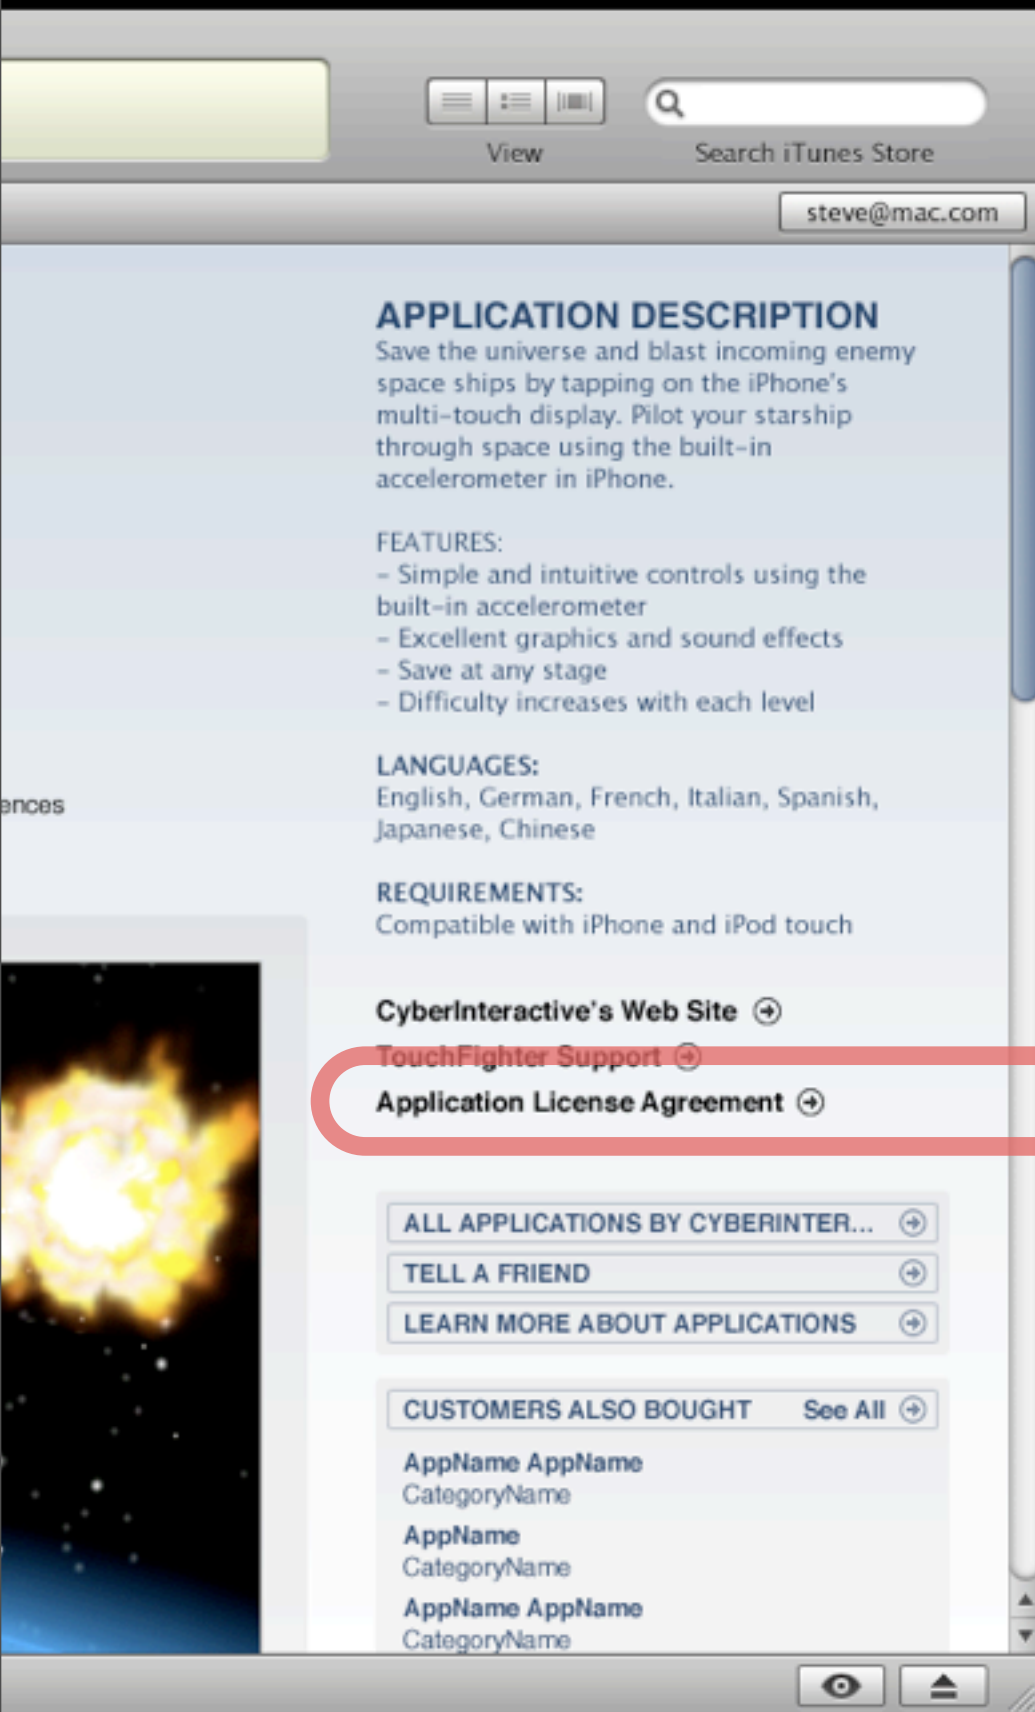 View
Search iTunes Store
steve@mac.com
APPLICATION DESCRIPTION
Save the universe and blast incoming enemy
space ships by tapping on the iPhone's
multi-touch display. Pilot your starship
through space using the built-in
accelerometer in iPhone.
FEATURES:
- Simple and intuitive controls using the
built-in accelerometer
- Excellent graphics and sound effects
- Save at any stage
- Difficulty increases with each level
LANGUAGES:
English, German, French, Italian, Spanish,
Japanese, Chinese
ences
REQUIREMENTS:
Compatible with iPhone and iPod touch
CyberInteractive's Web Site
TouchFighter Support
Application License Agreement
ALL APPLICATIONS BY CYBERINTER...
TELL A FRIEND
LEARN MORE ABOUT APPLICATIONS
CUSTOMERS ALSO BOUGHT See All
AppName AppName
CategoryName
AppName
CategoryName
AppName AppName
CategoryName